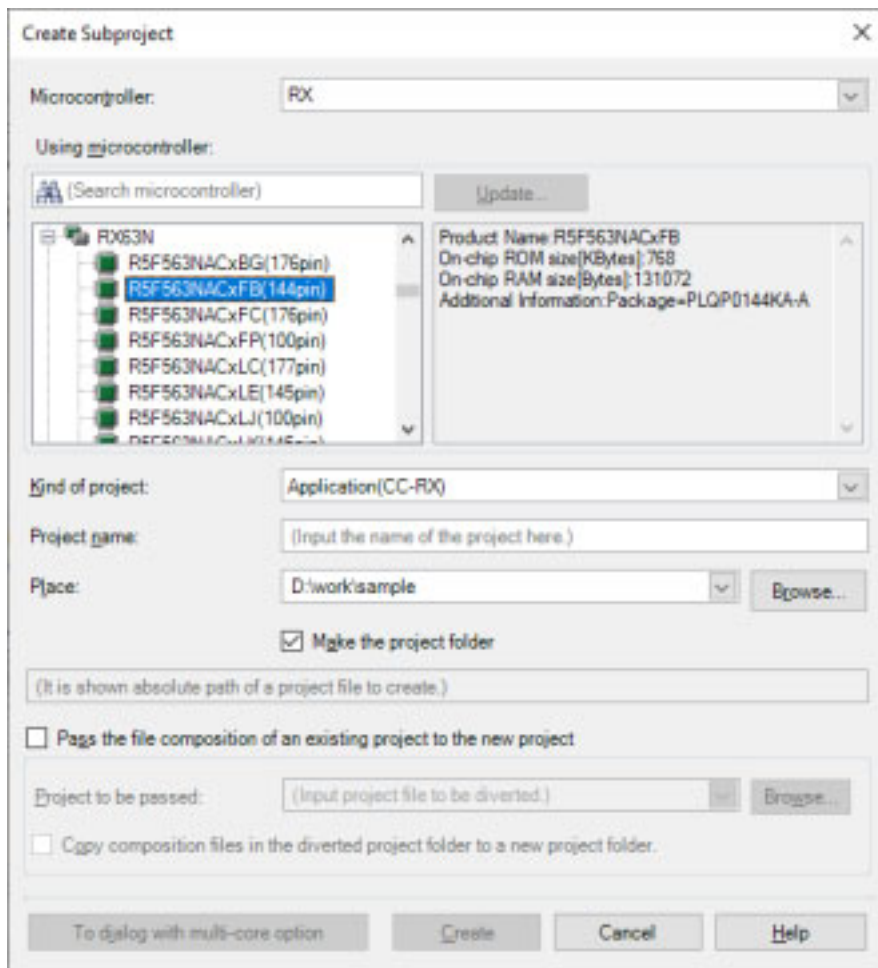 Create Subproject
Microcontroller: RX
Using microcontroller:
(Search microcontroller) Update...
RX63N
R5F563NACxBG(176pin)
R5F563NACxFB(144pin)
R5F563NACxFC(176pin)
R5F563NACxFP(100pin)
R5F563NACxLC(177pin)
R5F563NACxLE(145pin)
R5F563NACxLJ(100pin)
Product Name:R5F563NACxFB
On-chip ROM size[KBytes]:768
On-chip RAM size[Bytes]:131072
Additional Information:Package=PLQP0144KA-A
Kind of project: Application(CC-RX)
Project name: (Input the name of the project here.)
Place: D:\work\sample Browse...
Make the project folder
(It is shown absolute path of a project file to create.)
Pass the file composition of an existing project to the new project
Project to be passed: (Input project file to be diverted.) Browse...
Copy composition files in the diverted project folder to a new project folder.
To dialog with multi-core option Create Cancel Help